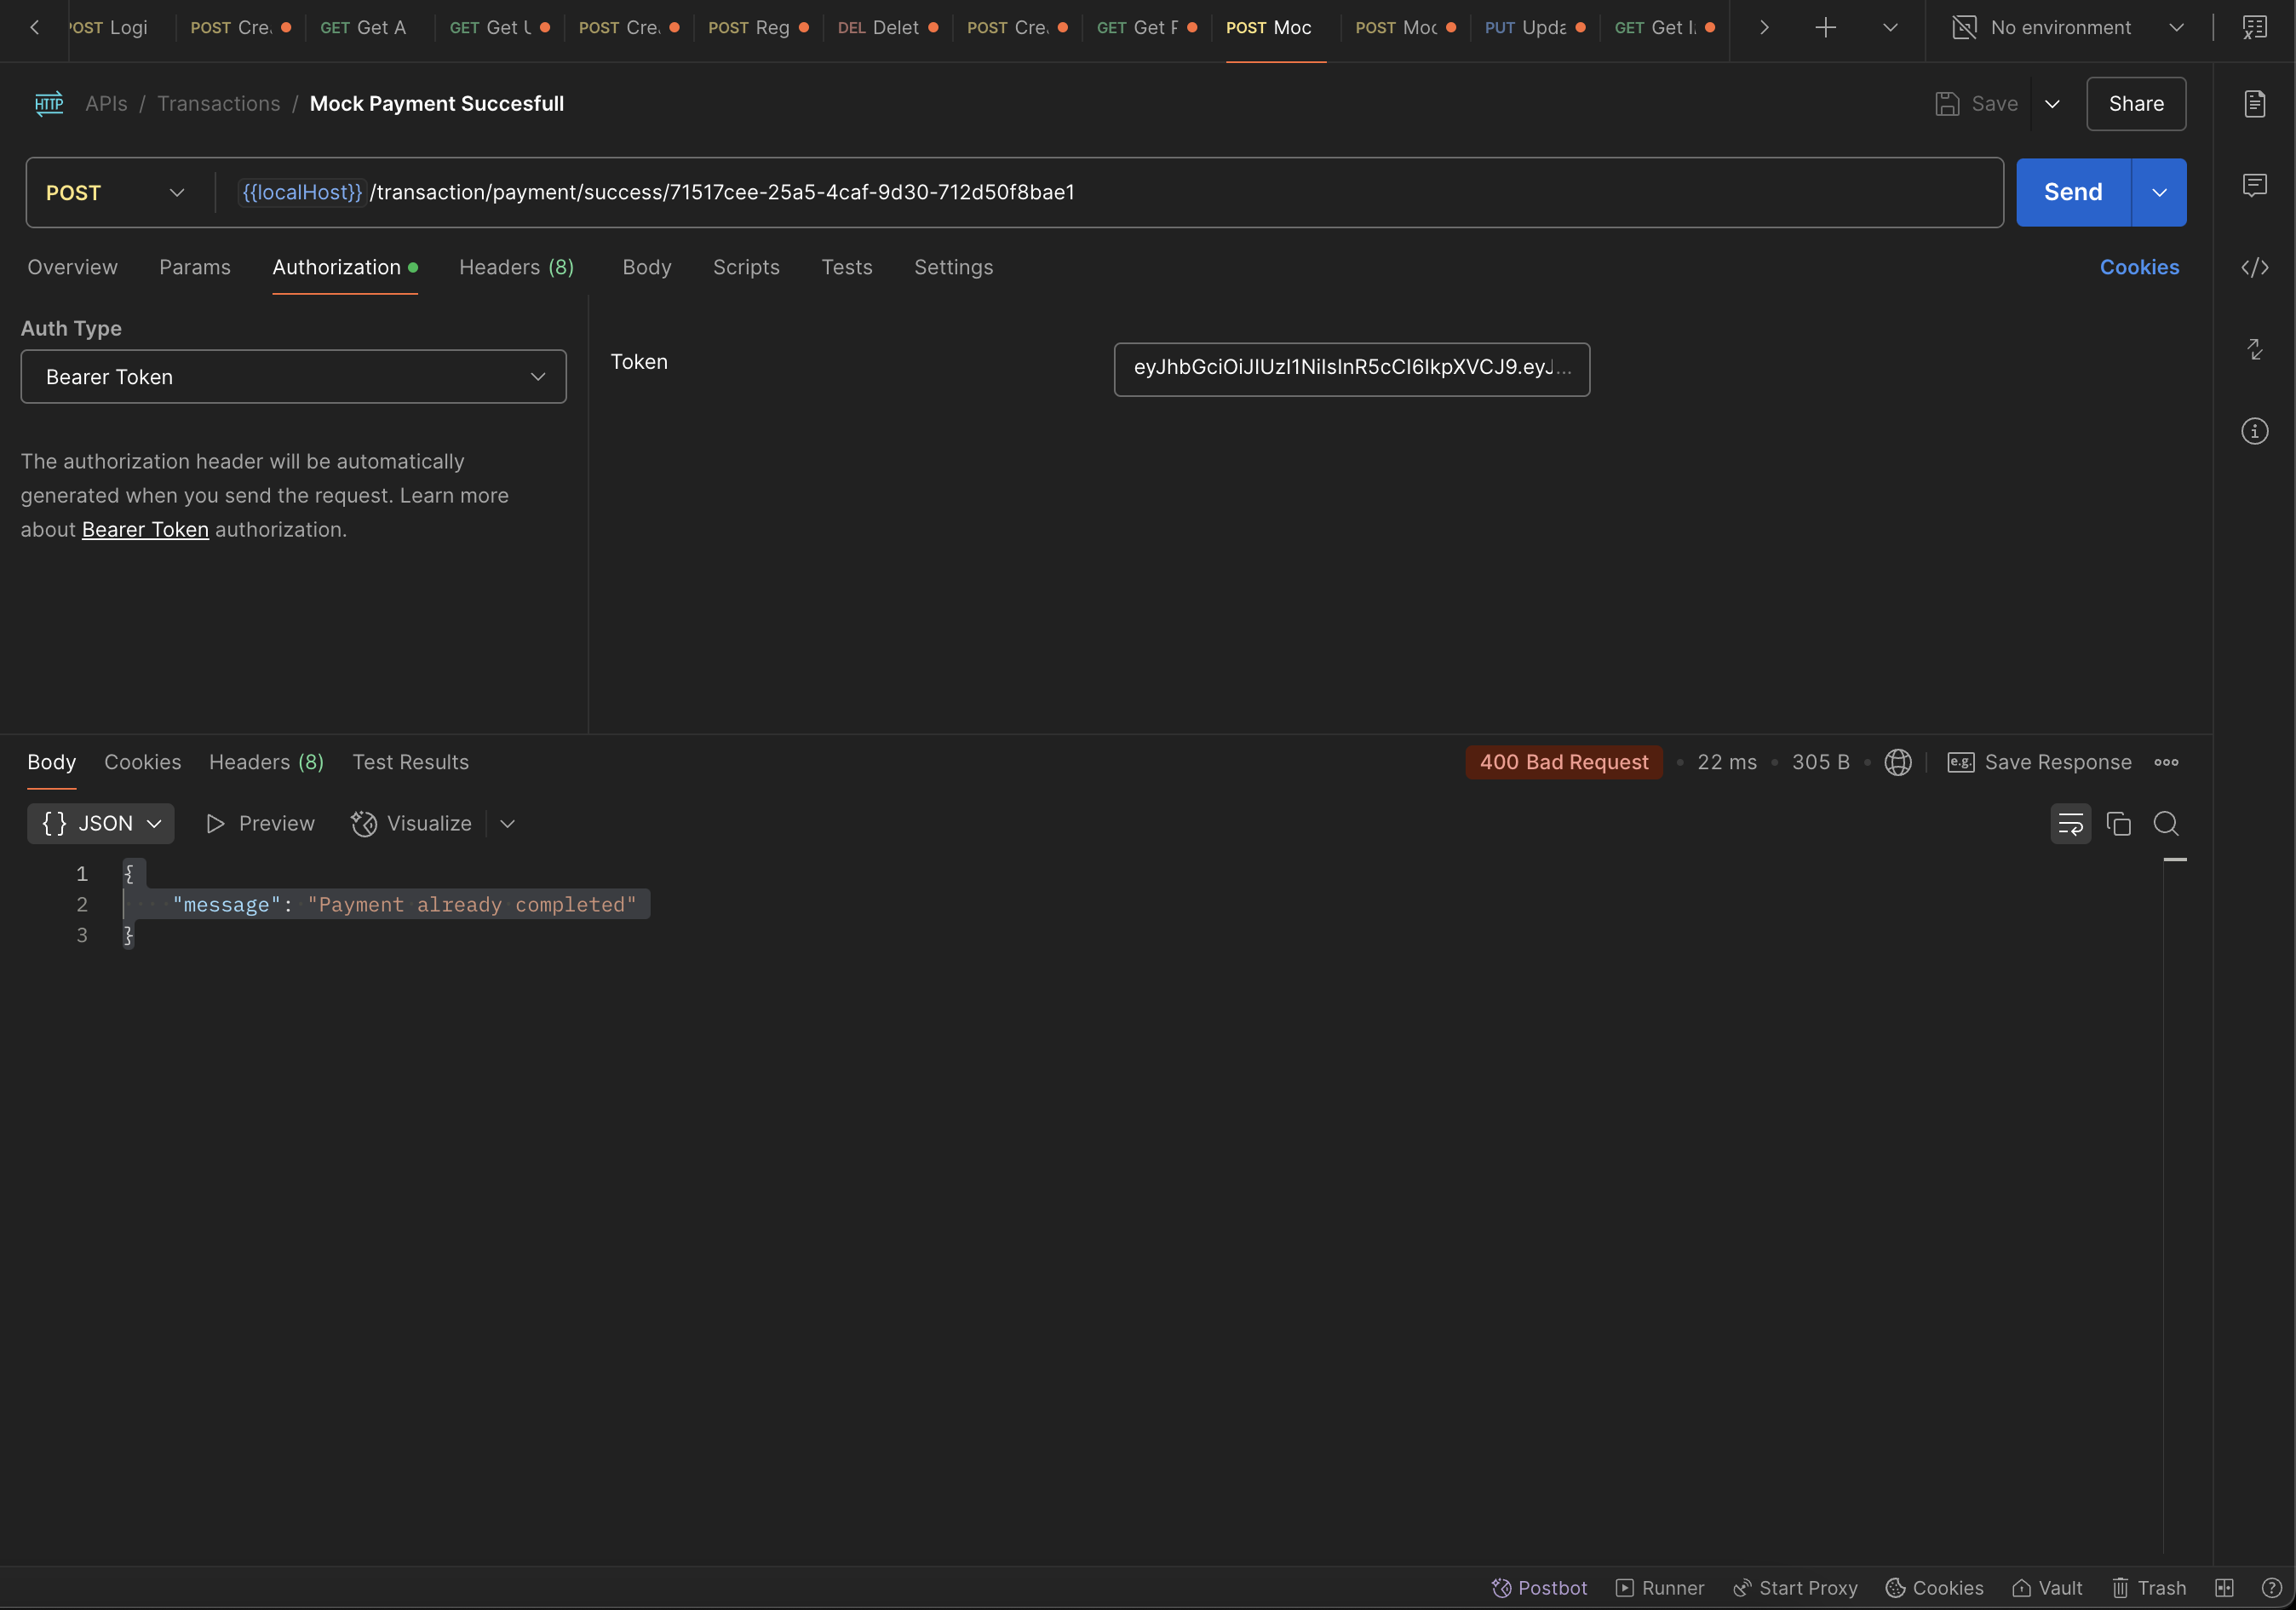 POST Logi POST Cre. GET Get A GET Get U POST Cre. POST Reg DEL Delet POST Cre. GET Get F POST Moc POST Moc PUT Upda GET Get I. No environment
HTTP APIs / Transactions / Mock Payment Succesfull Save Share
POST {{localHost}}/transaction/payment/success/71517cee-25a5-4caf-9d30-712d50f8bae1 Send
Overview Params Authorization Headers (8) Body Scripts Tests Settings Cookies
Auth Type
Bearer Token
Token eyJhbGciOiJIUzI1NiIsInR5cCI6IkpXVCJ9.eyJ...
The authorization header will be automatically
generated when you send the request. Learn more
about Bearer Token authorization.
Body Cookies Headers (8) Test Results 400 Bad Request • 22 ms • 305 B • e.g. Save Response
{ } JSON Preview Visualize
1 {
2 "message": "Payment already completed"
3 }
Postbot Runner Start Proxy Cookies Vault Trash